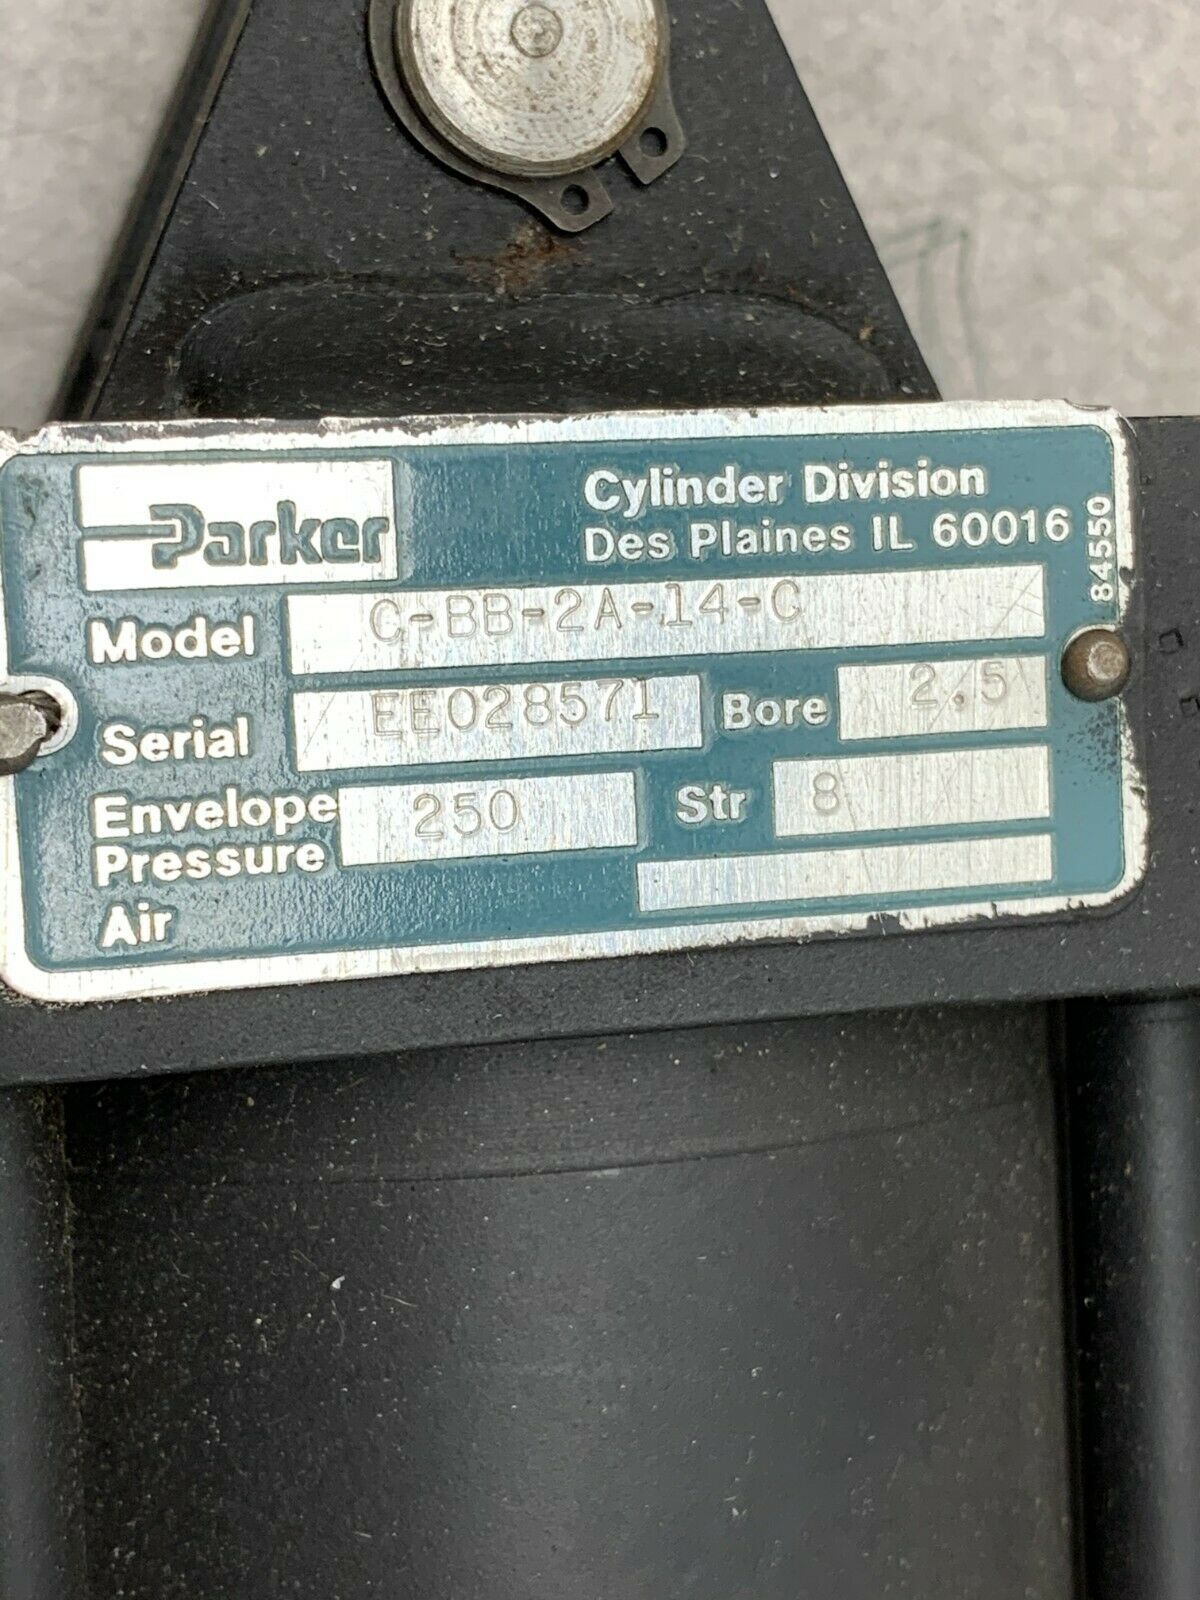 Parker
Cylinder Division
Des Plaines IL 60016
84550
Model C-BB-2A-14-C
Serial EE028571 Bore 2.5
Envelope Pressure 250 Str 8
Air